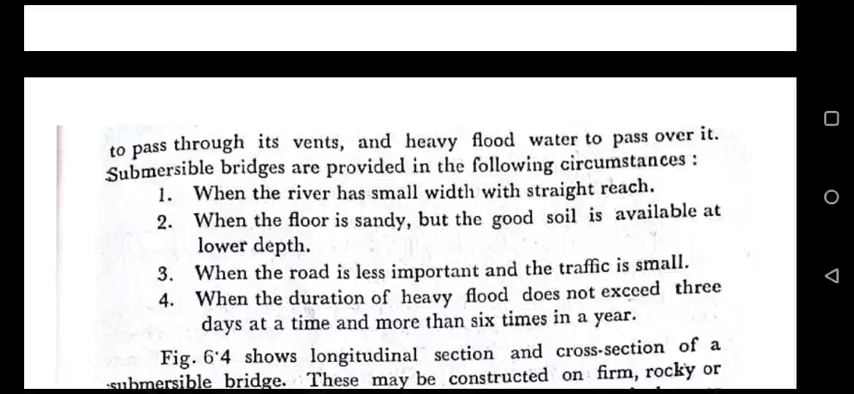 to pass through its vents, and heavy flood water to pass over it.
Submersible bridges are provided in the following circumstances :
1. When the river has small width with straight reach.
2. When the floor is sandy, but the good soil is available at
lower depth.
3. When the road is less important and the traffic is small.
4. When the duration of heavy flood does not exceed three
days at a time and more than six times in a year.
Fig. 6·4 shows longitudinal section and cross-section of a
submersible bridge. These may be constructed on firm, rocky or